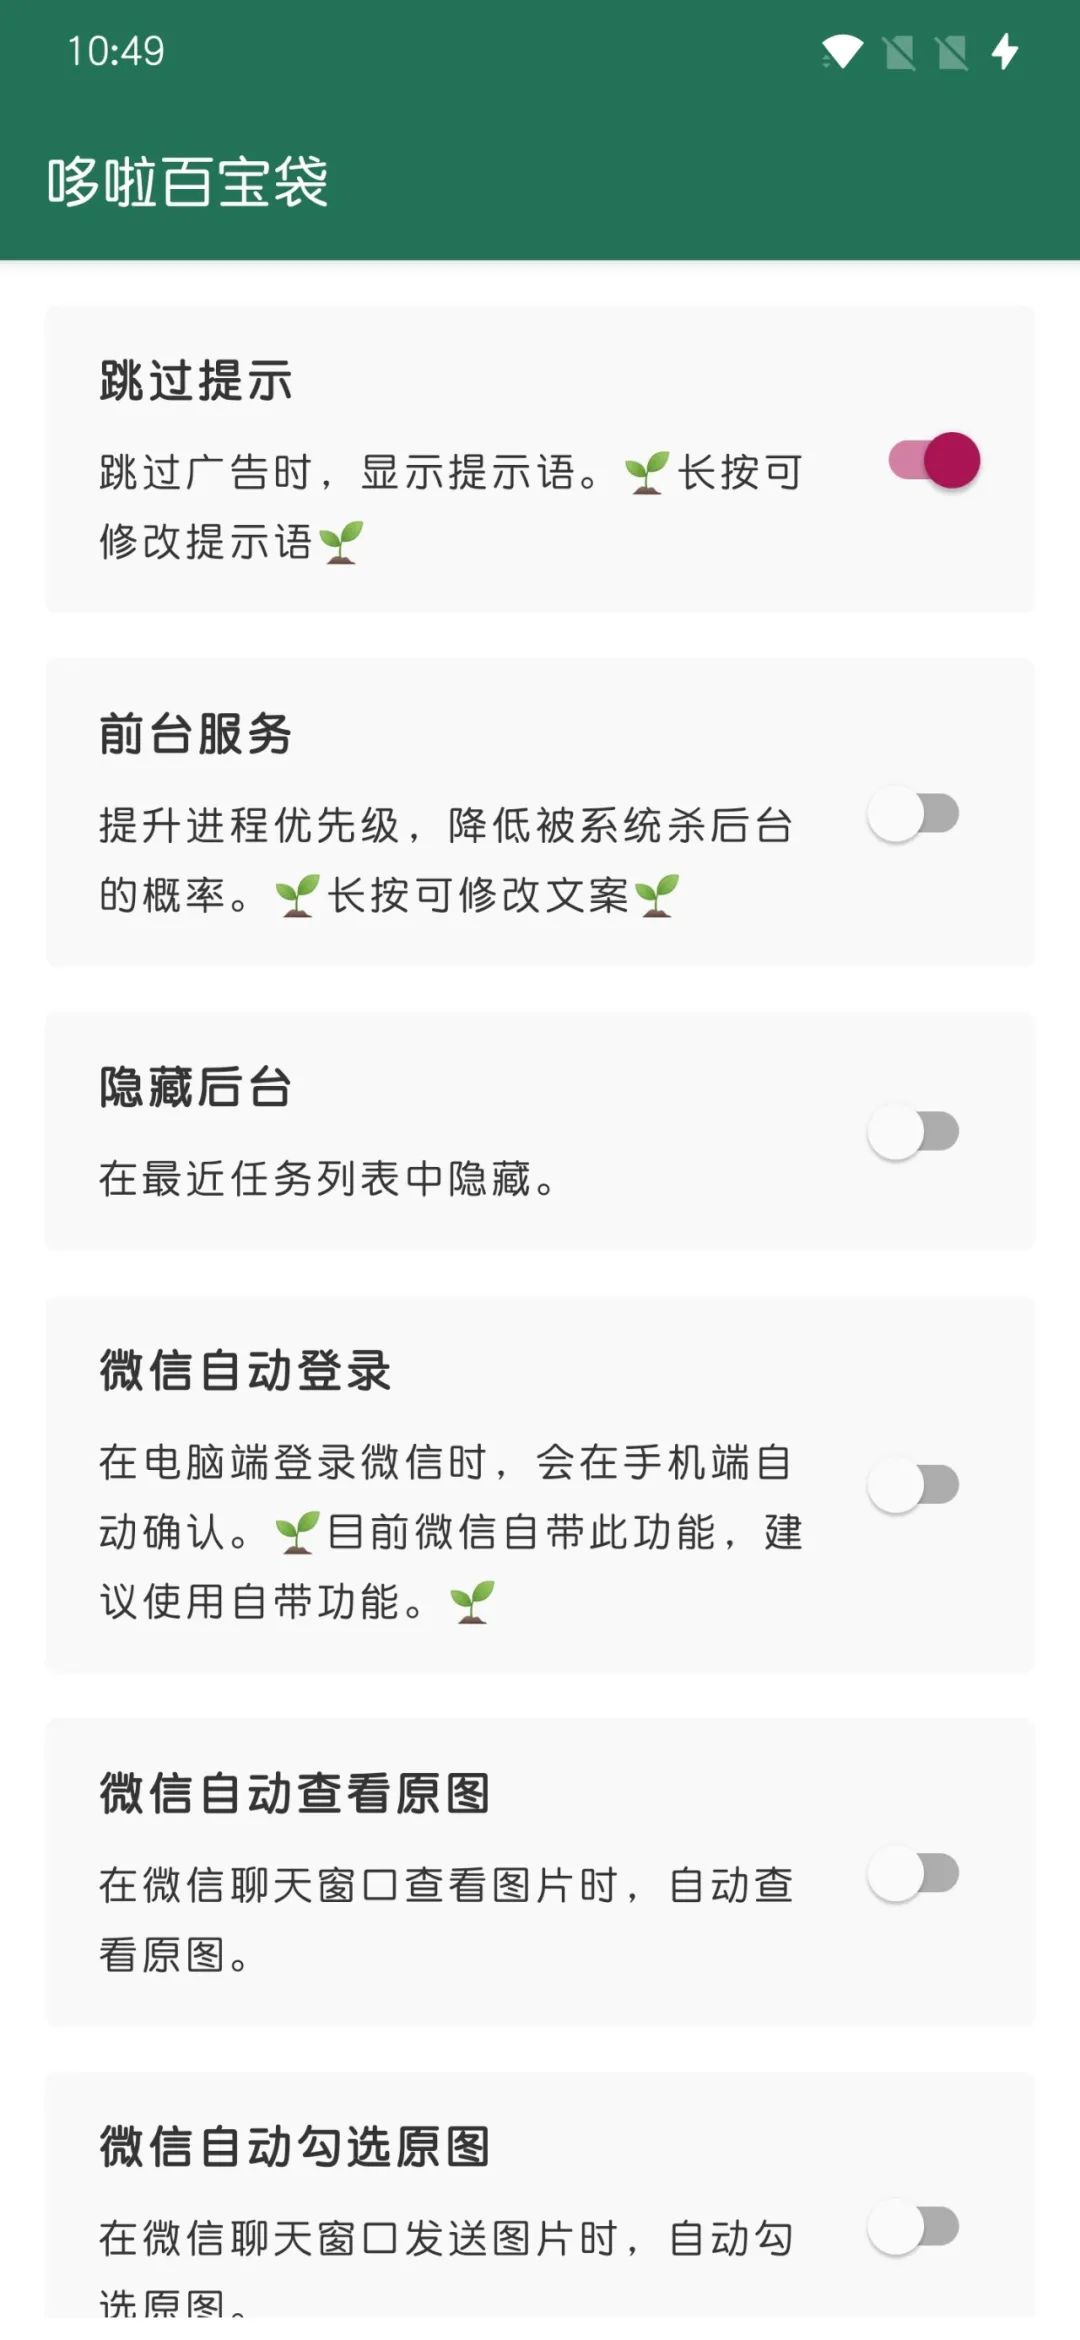 10:49
哆啦百宝袋
跳过提示
跳过广告时，显示提示语。🌱长按可
修改提示语🌱
前台服务
提升进程优先级，降低被系统杀后台
的概率。🌱长按可修改文案🌱
隐藏后台
在最近任务列表中隐藏。
微信自动登录
在电脑端登录微信时，会在手机端自
动确认。🌱目前微信自带此功能，建
议使用自带功能。🌱
微信自动查看原图
在微信聊天窗口查看图片时，自动查
看原图。
微信自动勾选原图
在微信聊天窗口发送图片时，自动勾
选原图。